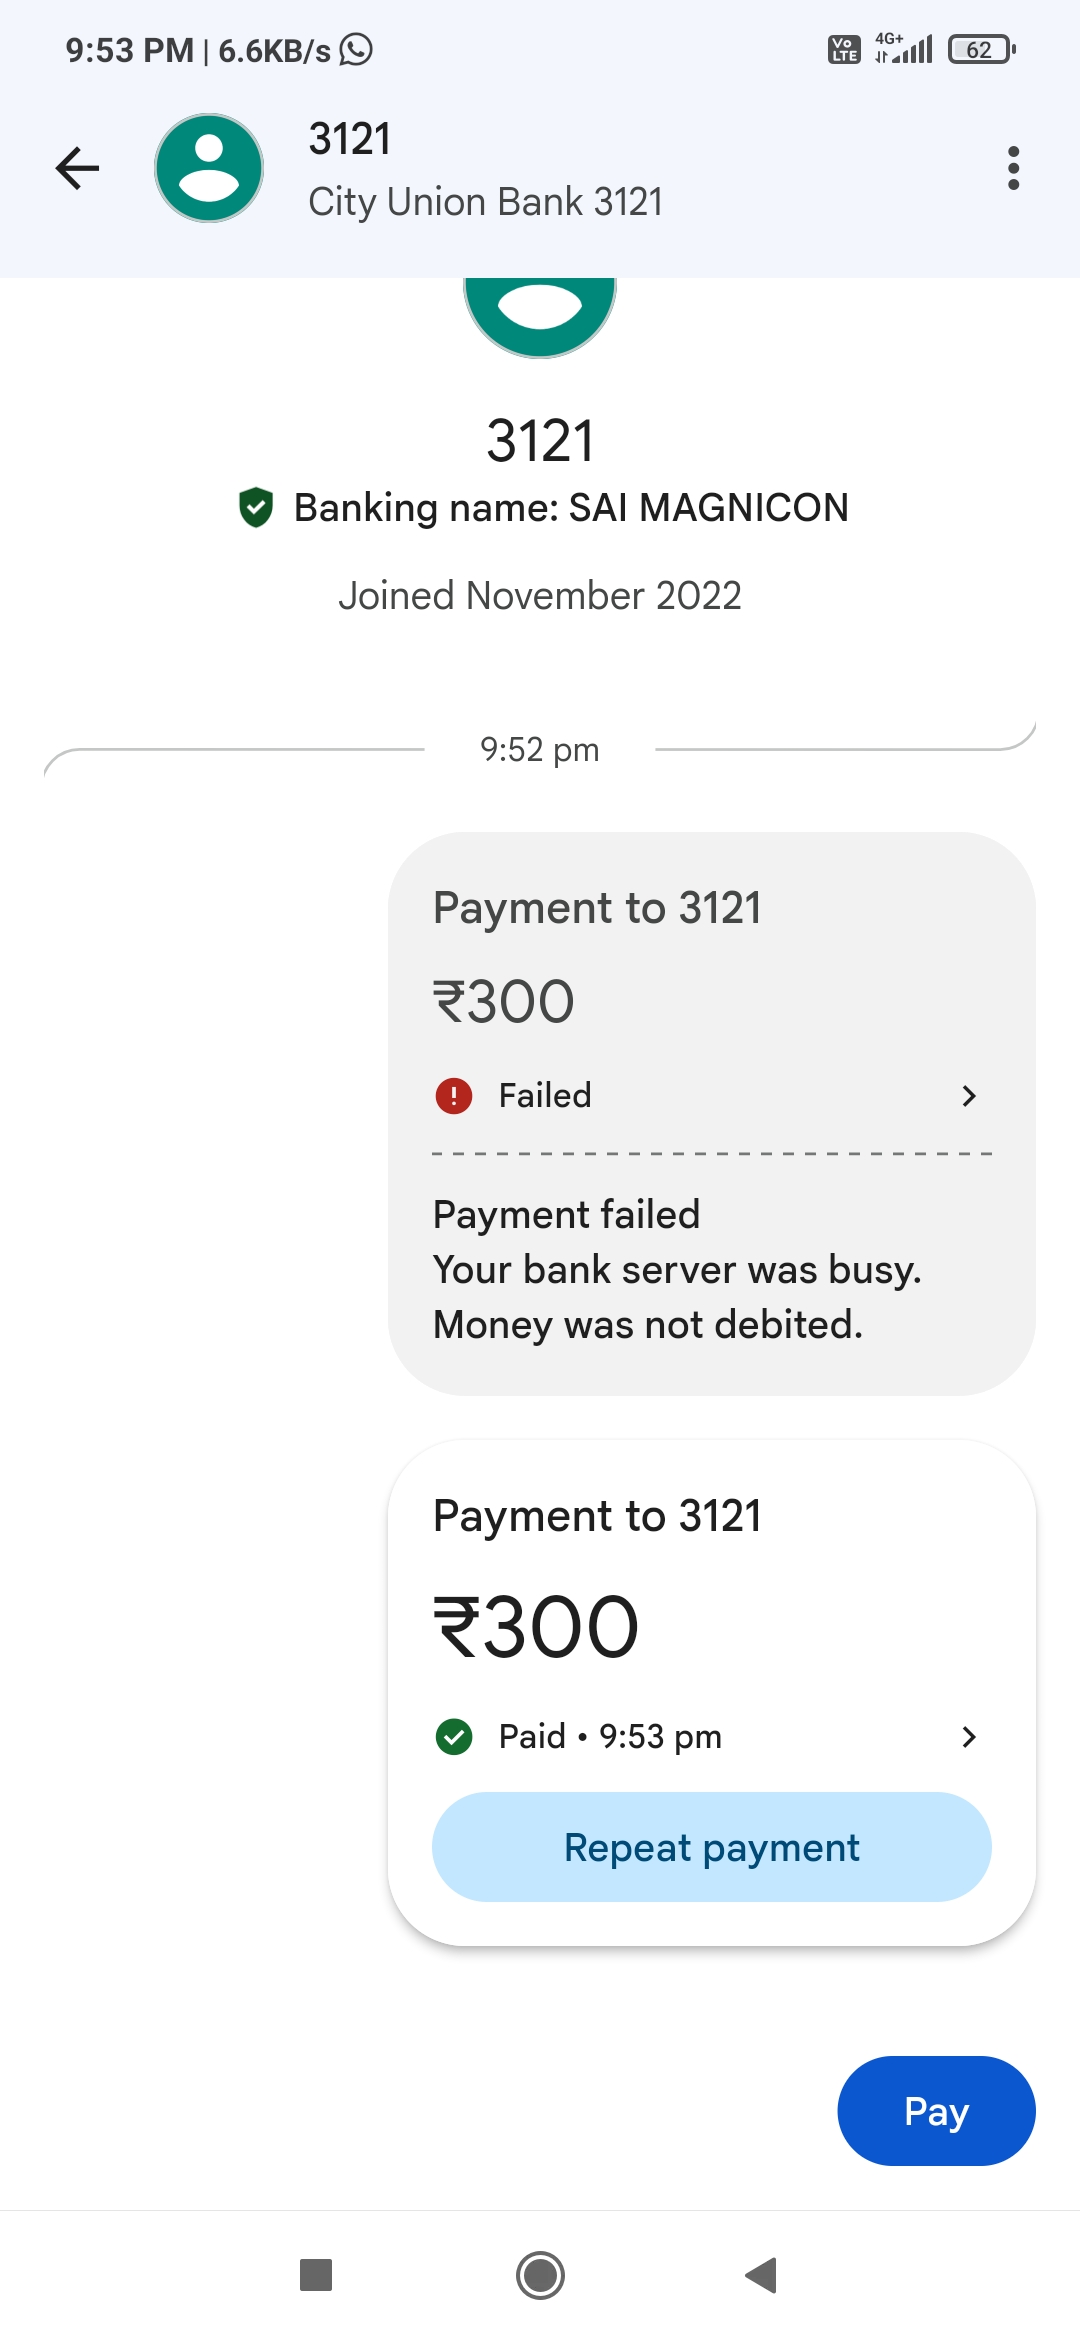 9:53 PM | 6.6KB/s
Vo LTE 4G+ 62
3121
City Union Bank 3121
3121
Banking name: SAI MAGNICON
Joined November 2022
9:52 pm
Payment to 3121
₹300
Failed
Payment failed
Your bank server was busy.
Money was not debited.
Payment to 3121
₹300
Paid • 9:53 pm
Repeat payment
Pay